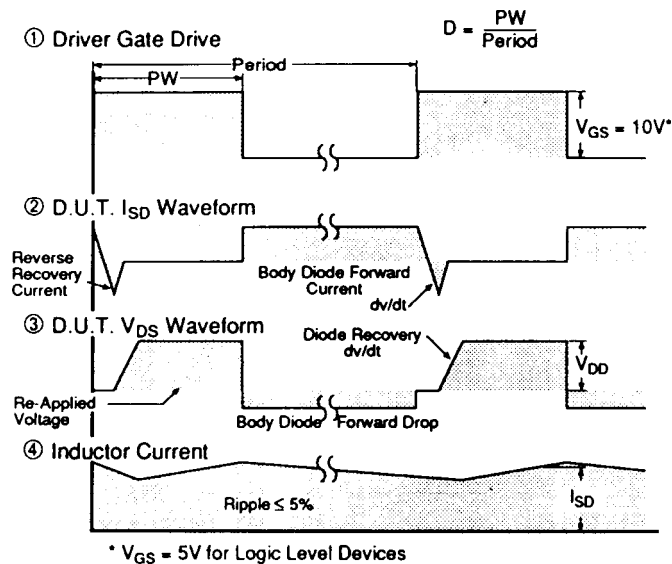 ① Driver Gate Drive
D = PW
Period
Period
PW
V_GS = 10V*
② D.U.T. I_SD Waveform
Reverse
Recovery
Current
Body Diode Forward
Current
dv/dt
③ D.U.T. V_DS Waveform
Diode Recovery
dv/dt
V_DD
Re-Applied
Voltage
Body Diode Forward Drop
④ Inductor Current
Ripple ≤ 5%
I_SD
* V_GS = 5V for Logic Level Devices